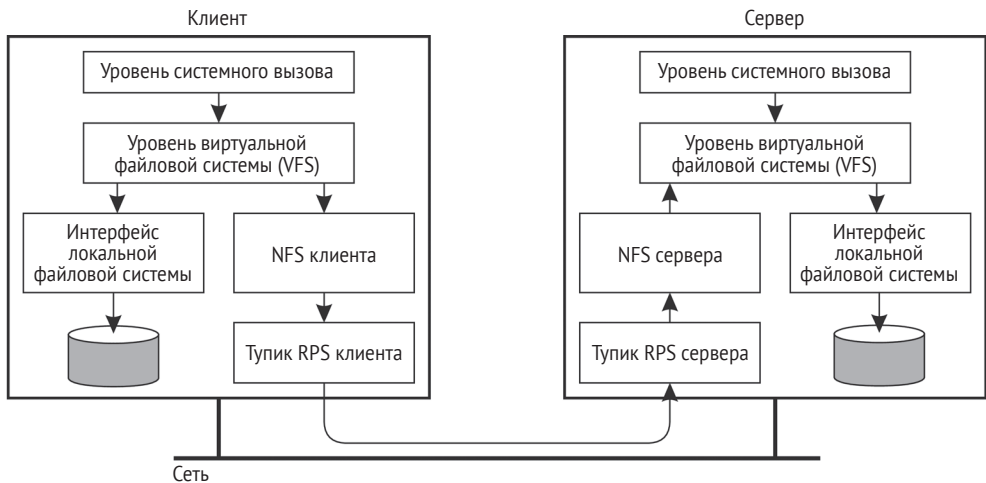 Клиент
Сервер
Уровень системного вызова
Уровень виртуальной
файловой системы (VFS)
Интерфейс
локальной
файловой системы
NFS клиента
Тупик RPS клиента
Уровень системного вызова
Уровень виртуальной
файловой системы (VFS)
NFS сервера
Интерфейс
локальной
файловой системы
Тупик RPS сервера
Сеть